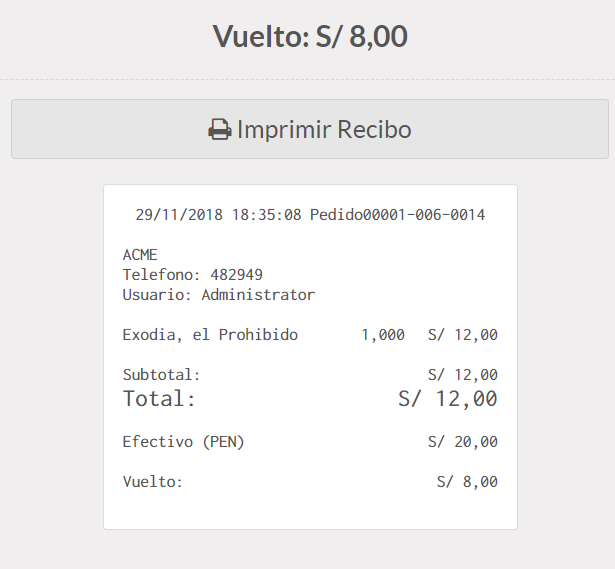 Vuelto: S/ 8,00
Imprimir Recibo
29/11/2018 18:35:08 Pedido00001-006-0014
ACME
Telefono: 482949
Usuario: Administrator
Exodia, el Prohibido 1,000 S/ 12,00
Subtotal: S/ 12,00
Total: S/ 12,00
Efectivo (PEN) S/ 20,00
Vuelto: S/ 8,00